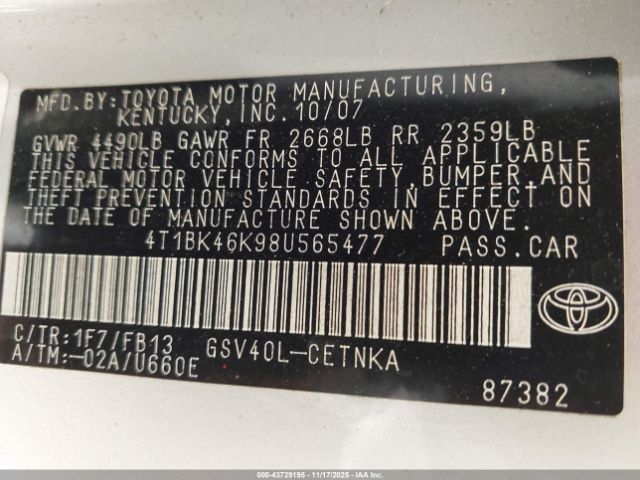 MFD. BY: TOYOTA MOTOR MANUFACTURING,
KENTUCKY, INC. 10/07
GVWR 4490LB GAWR FR 2668LB RR 2359LB
THIS VEHICLE CONFORMS TO ALL APPLICABLE
FEDERAL MOTOR VEHICLE SAFETY, BUMPER, AND
THEFT PREVENTION STANDARDS IN EFFECT ON
THE DATE OF MANUFACTURE SHOWN ABOVE.
4T1BK46K98U565477 PASS.CAR
C/TR:1F7/FB13 GSV40L-CETNKA
A/TM:-02A/U660E
87382
000-43729195 - 11/17/2025 - IAAI, Inc.